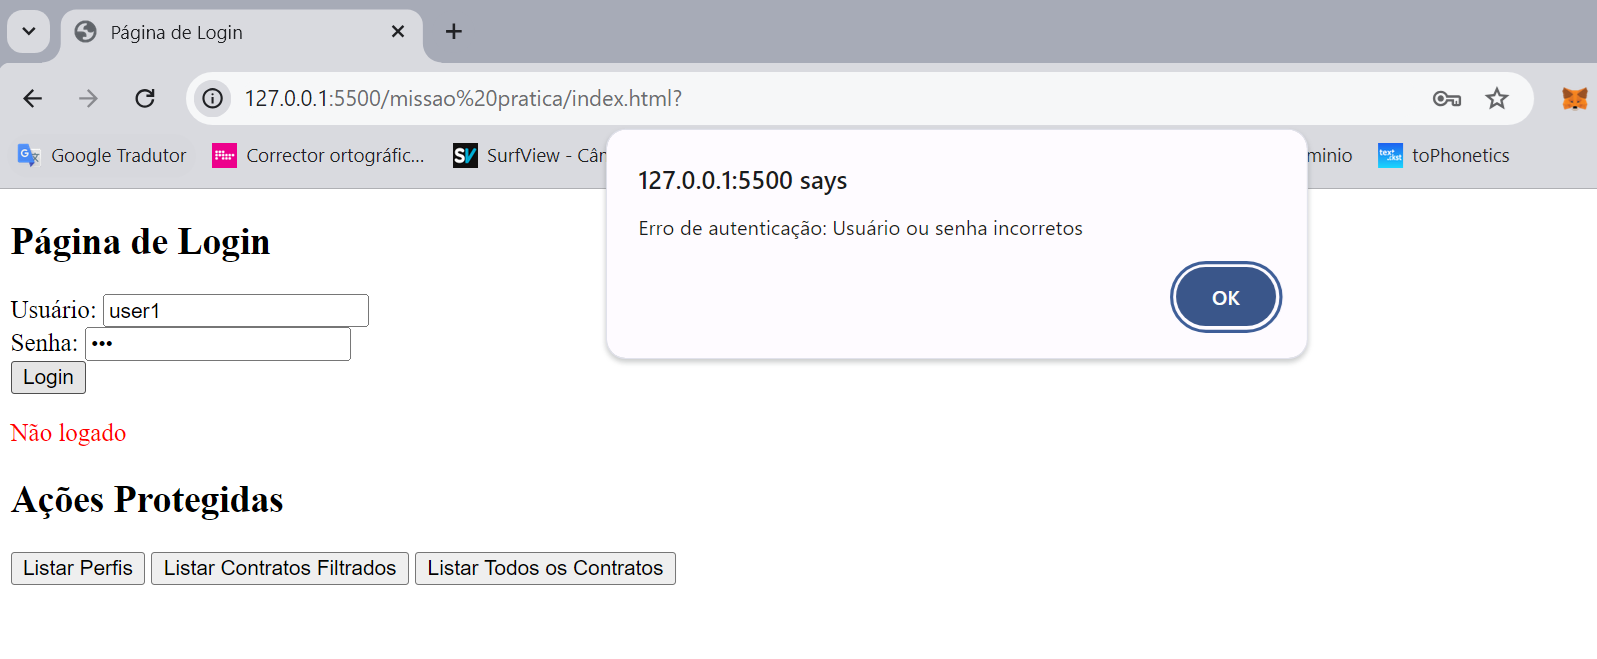 Página de Login
127.0.0.1:5500/missao%20pratica/index.html?
Google Tradutor
Corrector ortográfic...
SurfView - Cân
minio
toPhonetics
127.0.0.1:5500 says
Erro de autenticação: Usuário ou senha incorretos
OK
Página de Login
Usuário: user1
Senha: •••
Login
Não logado
Ações Protegidas
Listar Perfis Listar Contratos Filtrados Listar Todos os Contratos